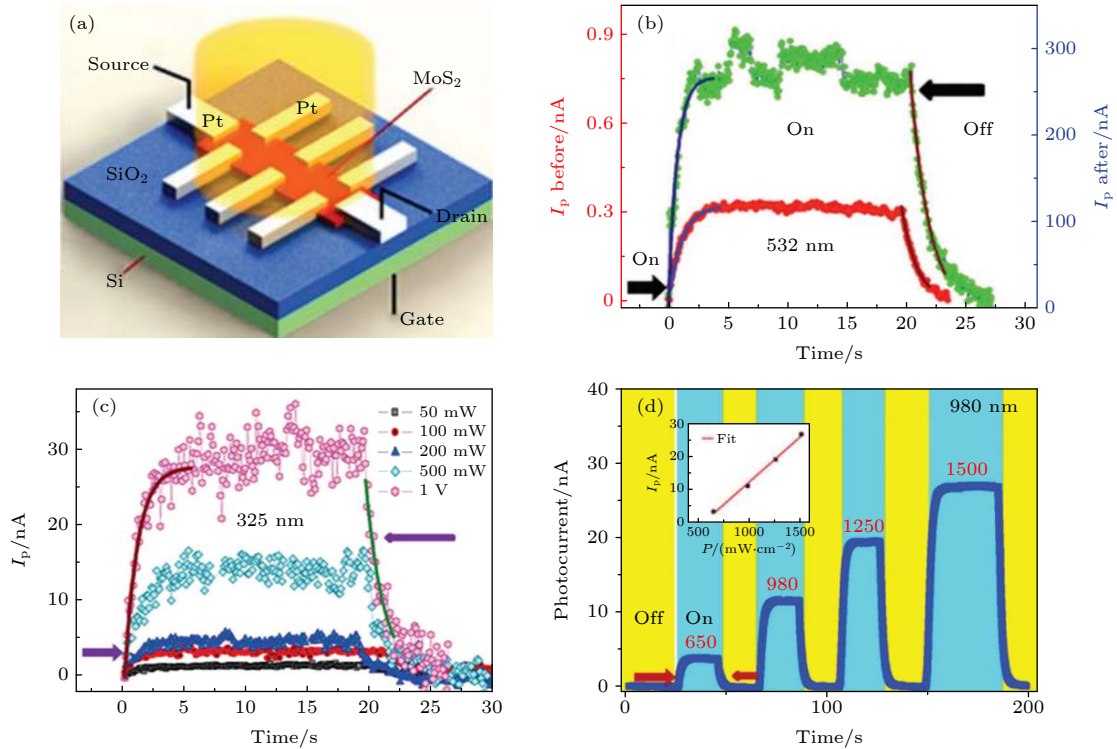 (a)
Source
MoS2
Pt
Pt
SiO2
Drain
Si
Gate
(b)
0.9
0.6
0.3
0
Ip before/nA
300
200
100
0
Ip after/nA
On
Off
532 nm
On
0
5
10
15
20
25
30
Time/s
(c)
30
20
10
0
Ip/nA
50 mW
100 mW
200 mW
500 mW
1 V
325 nm
0
5
10
15
20
25
30
Time/s
(d)
980 nm
40
30
20
10
0
Photocurrent/nA
Fit
30
25
20
15
10
5
0
Ip/nA
500
1000
1500
P/(mW·cm−2)
1500
1250
980
650
Off
On
0
100
200
Time/s